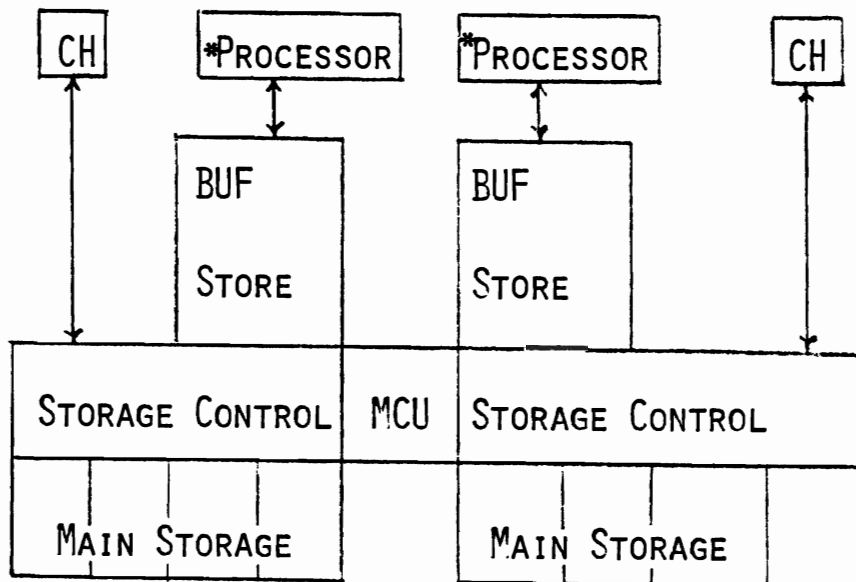 CH
*PROCESSOR
*PROCESSOR
CH
BUF
STORE
BUF
STORE
STORAGE CONTROL
MCU
STORAGE CONTROL
MAIN STORAGE
MAIN STORAGE